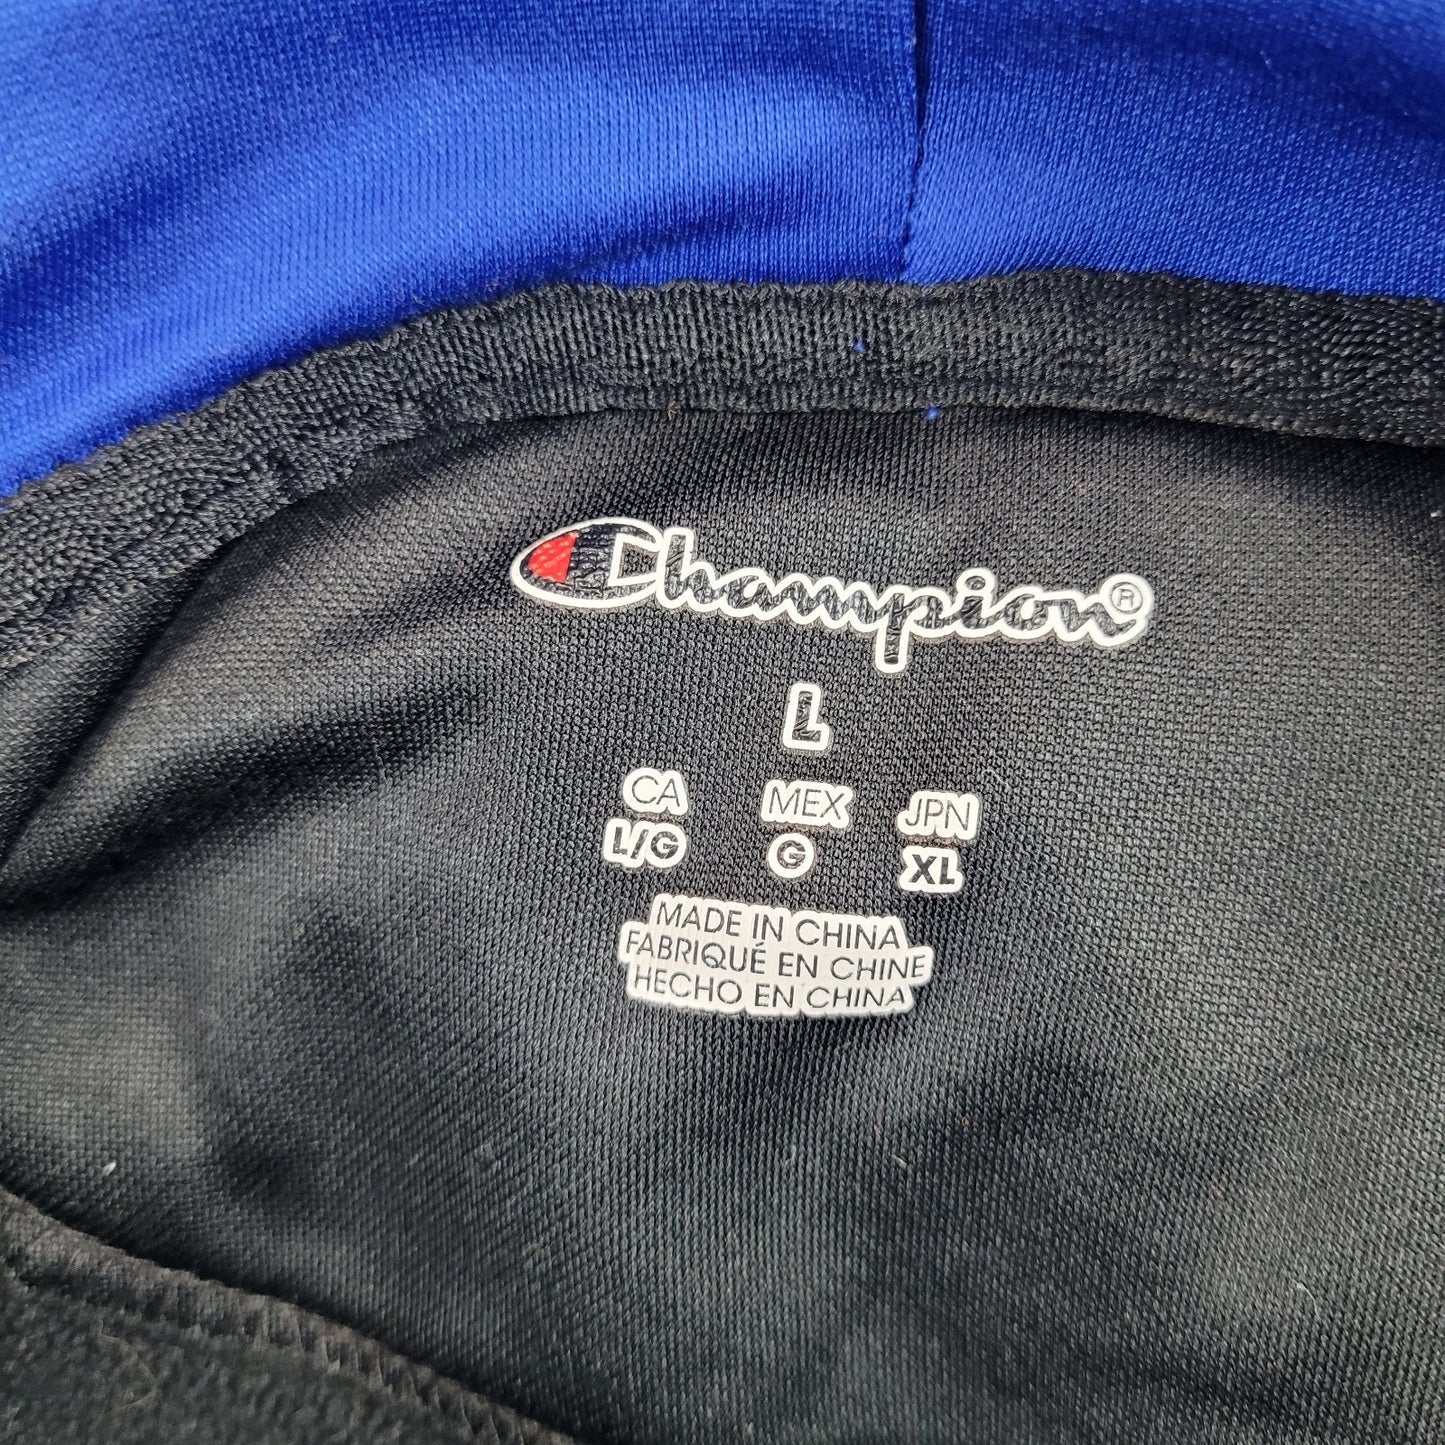 Champion®
L
CA MEX JPN
L/G G XL
MADE IN CHINA
FABRIQUÉ EN CHINE
HECHO EN CHINA